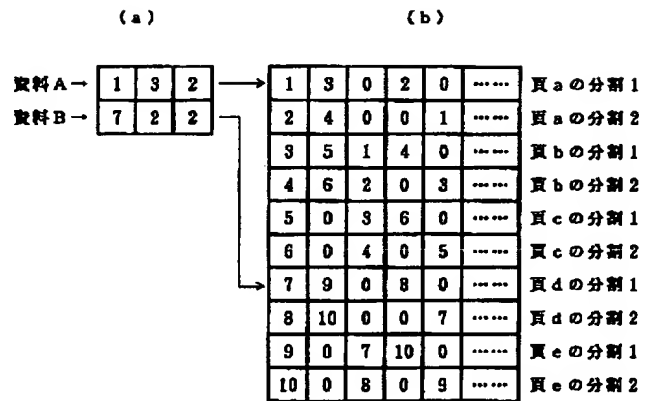 (a) (b)
資料A→ 1 3 2 → 1 3 0 2 0 …… 頁aの分割1
資料B→ 7 2 2 2 4 0 0 1 …… 頁aの分割2
3 5 1 4 0 …… 頁bの分割1
4 6 2 0 3 …… 頁bの分割2
5 0 3 6 0 …… 頁cの分割1
6 0 4 0 5 …… 頁cの分割2
→ 7 9 0 8 0 …… 頁dの分割1
8 10 0 0 7 …… 頁dの分割2
9 0 7 10 0 …… 頁eの分割1
10 0 8 0 9 …… 頁eの分割2